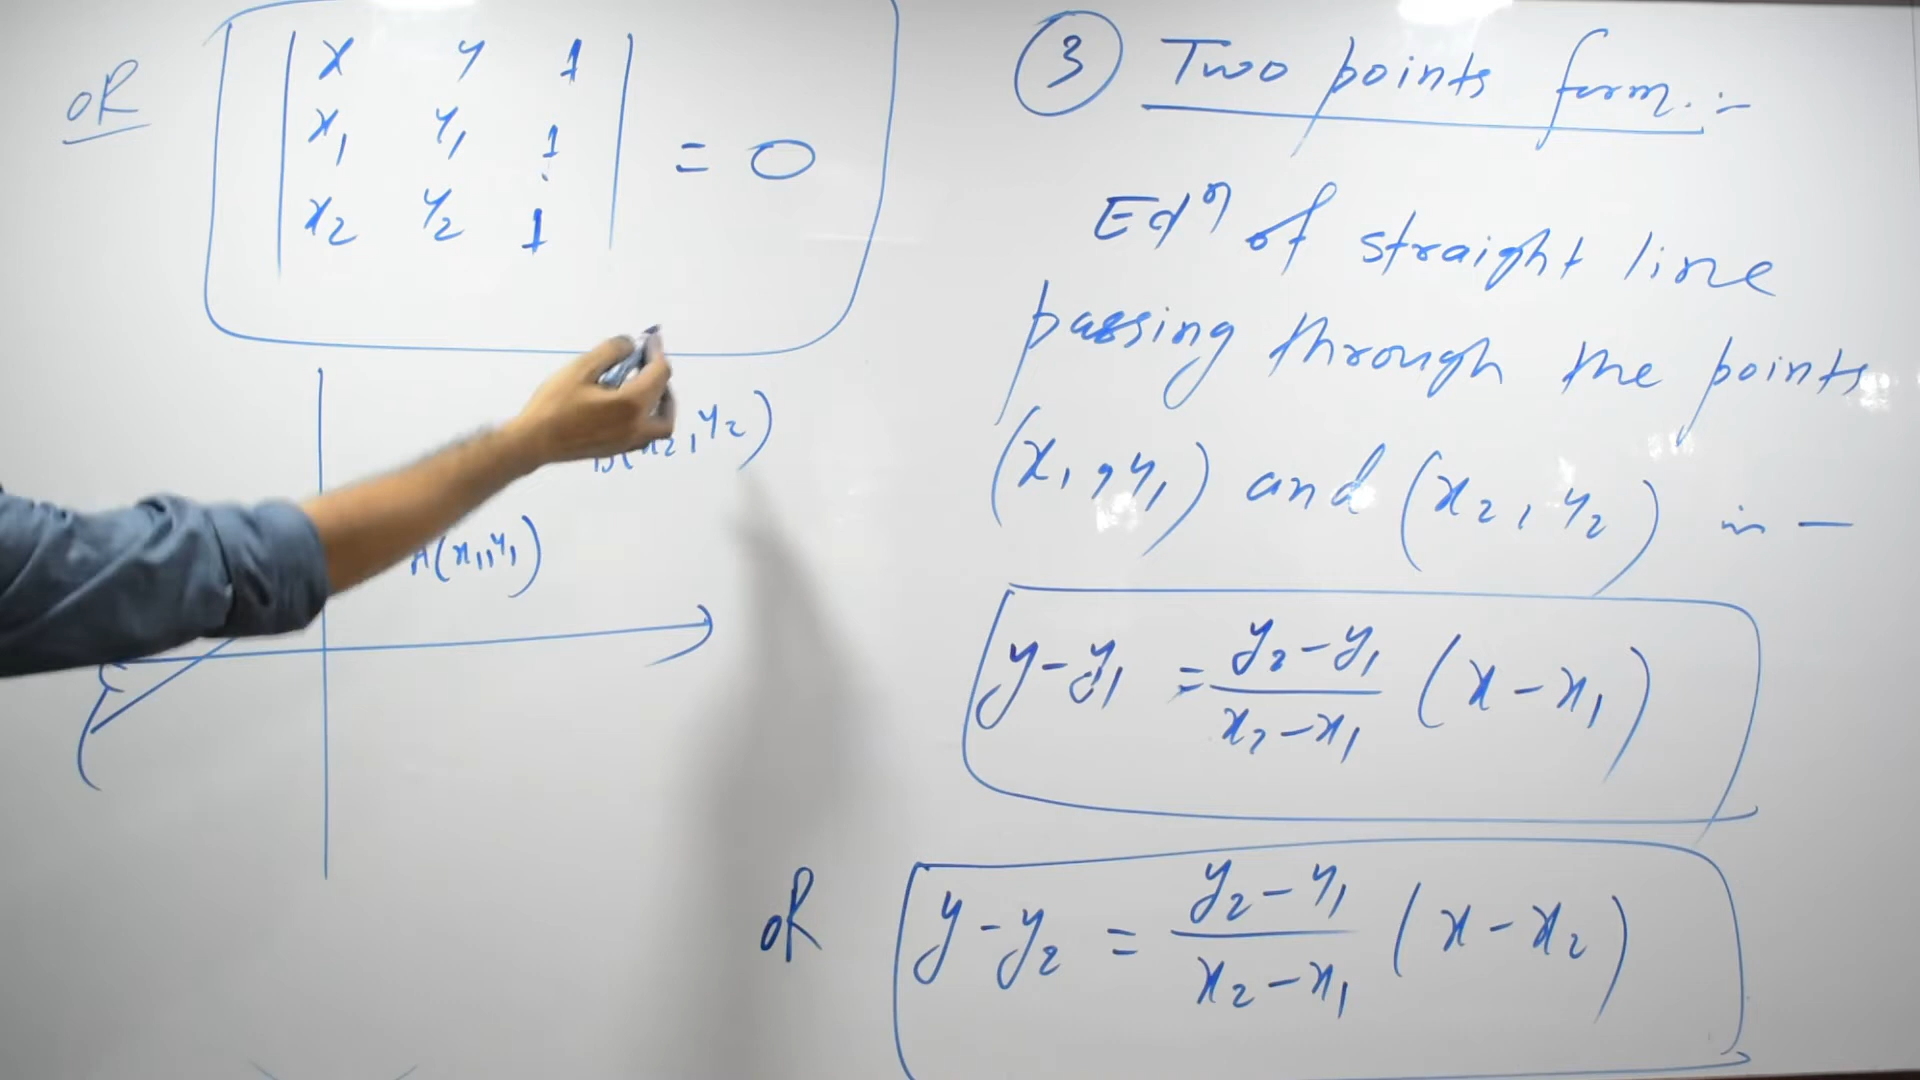 ③ Two points form. :-
Eqⁿ of straight line
passing through the points
(x₁, y₁) and (x₂, y₂) is —
y - y₁ = \frac{y₂ - y₁}{x₂ - x₁} (x - x₁)
OR y - y₂ = \frac{y₂ - y₁}{x₂ - x₁} (x - x₂)
OR
| x y 1 |
| x₁ y₁ 1 | = 0
| x₂ y₂ 1 |
B(x₂, y₂)
A(x₁, y₁)